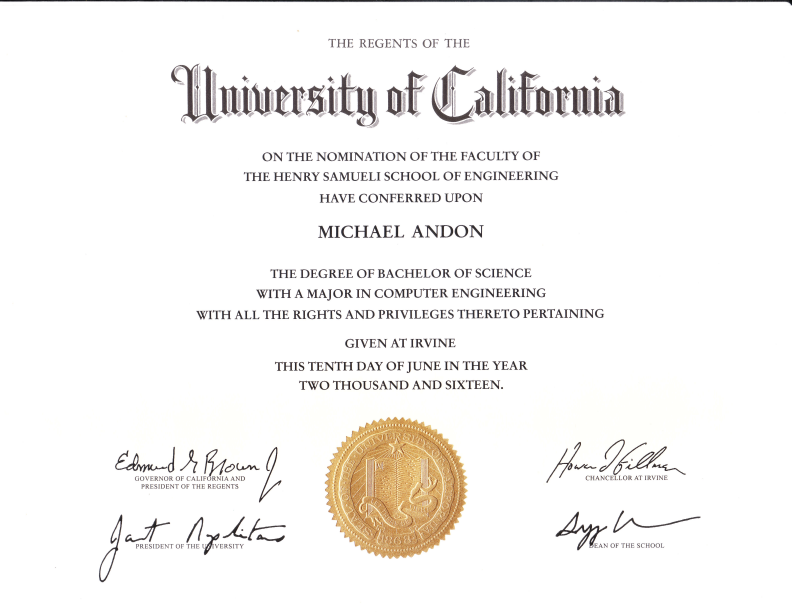 THE REGENTS OF THE
University of California
ON THE NOMINATION OF THE FACULTY OF
THE HENRY SAMUELI SCHOOL OF ENGINEERING
HAVE CONFERRED UPON
MICHAEL ANDON
THE DEGREE OF BACHELOR OF SCIENCE
WITH A MAJOR IN COMPUTER ENGINEERING
WITH ALL THE RIGHTS AND PRIVILEGES THERETO PERTAINING
GIVEN AT IRVINE
THIS TENTH DAY OF JUNE IN THE YEAR
TWO THOUSAND AND SIXTEEN.
Edmund G Brown Jr
GOVERNOR OF CALIFORNIA AND
PRESIDENT OF THE REGENTS
Howard Gillman
CHANCELLOR AT IRVINE
Janet Napolitano
PRESIDENT OF THE UNIVERSITY
DEAN OF THE SCHOOL